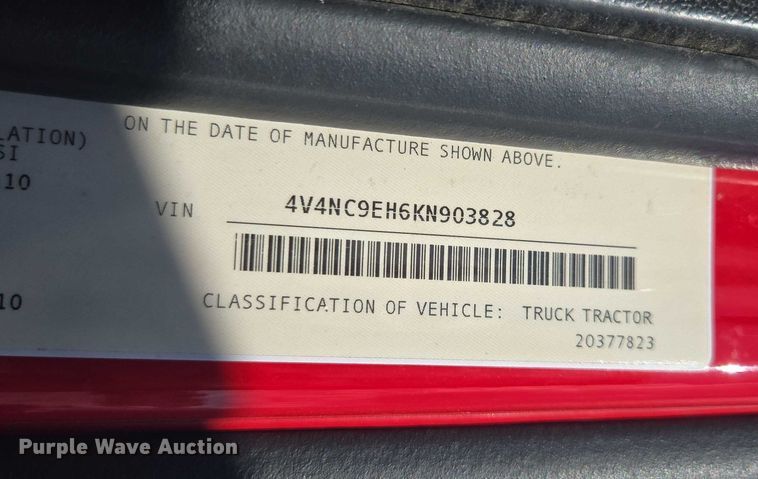 ON THE DATE OF MANUFACTURE SHOWN ABOVE.
LATION)
SI
10
VIN 4V4NC9EH6KN903828
10
CLASSIFICATION OF VEHICLE: TRUCK TRACTOR
20377823
Purple Wave Auction